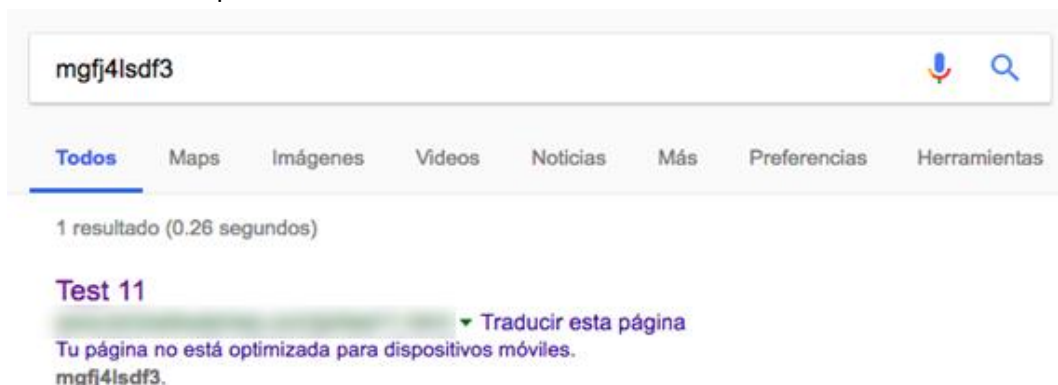 mgfj4lsdf3
Todos Maps Imágenes Videos Noticias Más Preferencias Herramientas
1 resultado (0.26 segundos)
Test 11
Traducir esta página
Tu página no está optimizada para dispositivos móviles.
mgfj4lsdf3.